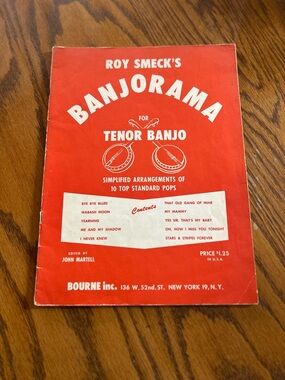 ROY SMECK'S
BANJORAMA
FOR
TENOR BANJO
SIMPLIFIED ARRANGEMENTS OF
10 TOP STANDARD POPS
Contents
BYE BYE BLUES
WABASH MOON
YEARNING
ME AND MY SHADOW
I NEVER KNEW
THAT OLD GANG OF MINE
MY MAMMY
YES SIR, THAT'S MY BABY
OH, HOW I MISS YOU TONIGHT
STARS & STRIPES FOREVER
EDITED BY
JOHN MARTELL
PRICE $1.25
IN U.S.A.
BOURNE inc. 136 W. 52nd. ST. NEW YORK 19, N.Y.